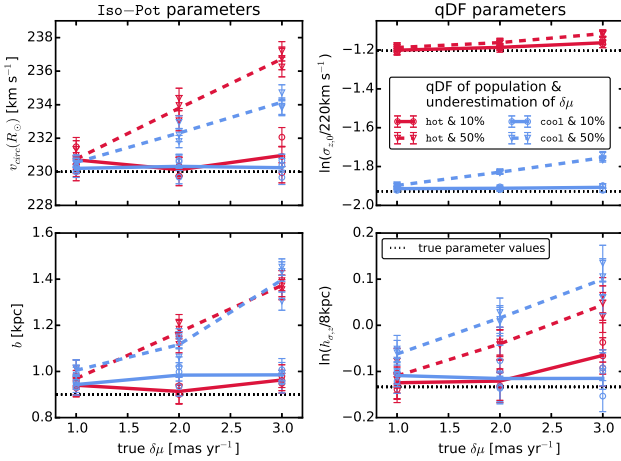 Iso−Pot parameters
qDF parameters
v_circ(R_⊙) [km s⁻¹]
238
236
234
232
230
228
ln(σ_z,0/220km s⁻¹)
−1.2
−1.4
−1.6
−1.8
−2.0
qDF of population &
underestimation of δμ
hot & 10%
cool & 10%
hot & 50%
cool & 50%
b [kpc]
1.6
1.4
1.2
1.0
0.8
1.0 1.5 2.0 2.5 3.0
true δμ [mas yr⁻¹]
ln(h_σ,z/8kpc)
0.2
0.1
0.0
−0.1
−0.2
true parameter values
1.0 1.5 2.0 2.5 3.0
true δμ [mas yr⁻¹]